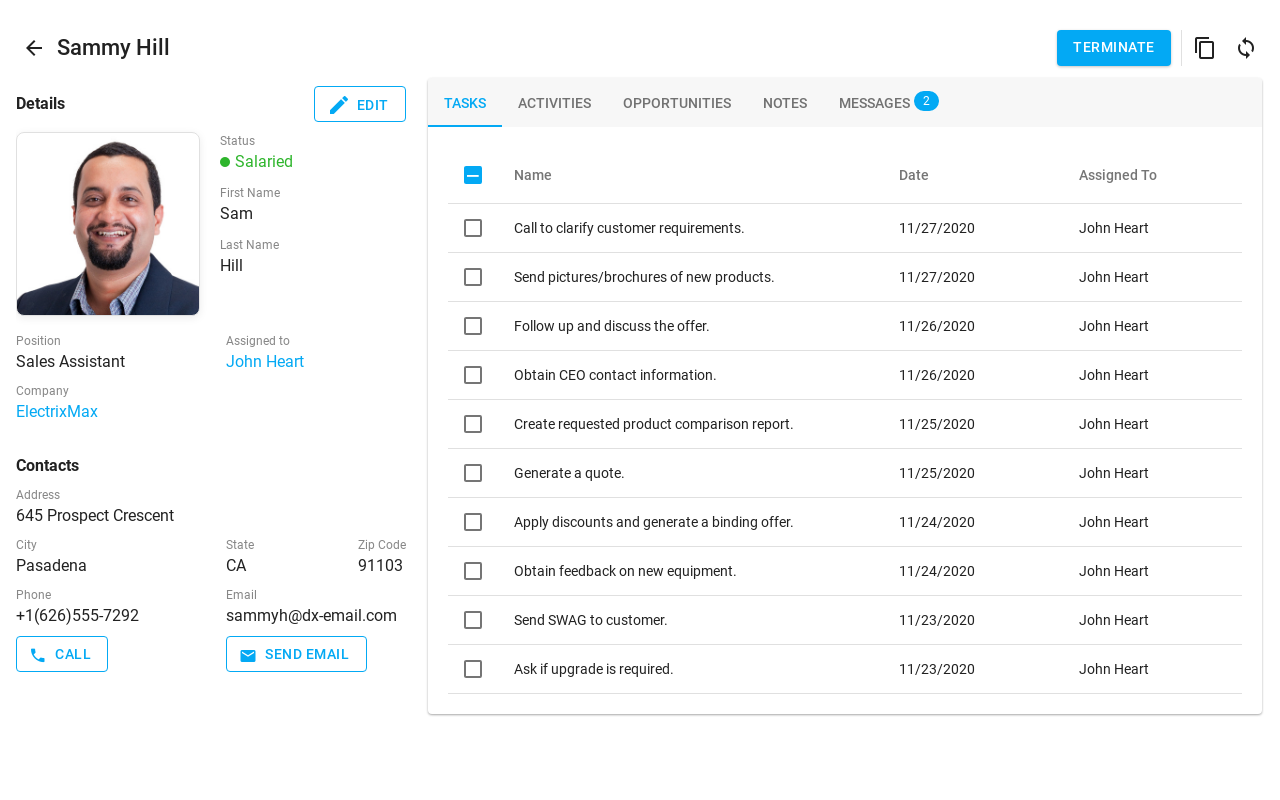 Sammy Hill
TERMINATE
Details
EDIT
Status
Salaried
First Name
Sam
Last Name
Hill
Position
Assigned to
Sales Assistant
John Heart
Company
ElectrixMax
Contacts
Address
645 Prospect Crescent
City
State
Zip Code
Pasadena
CA
91103
Phone
Email
+1(626)555-7292
sammyh@dx-email.com
CALL
SEND EMAIL
TASKS ACTIVITIES OPPORTUNITIES NOTES MESSAGES 2
Name Date Assigned To
Call to clarify customer requirements. 11/27/2020 John Heart
Send pictures/brochures of new products. 11/27/2020 John Heart
Follow up and discuss the offer. 11/26/2020 John Heart
Obtain CEO contact information. 11/26/2020 John Heart
Create requested product comparison report. 11/25/2020 John Heart
Generate a quote. 11/25/2020 John Heart
Apply discounts and generate a binding offer. 11/24/2020 John Heart
Obtain feedback on new equipment. 11/24/2020 John Heart
Send SWAG to customer. 11/23/2020 John Heart
Ask if upgrade is required. 11/23/2020 John Heart